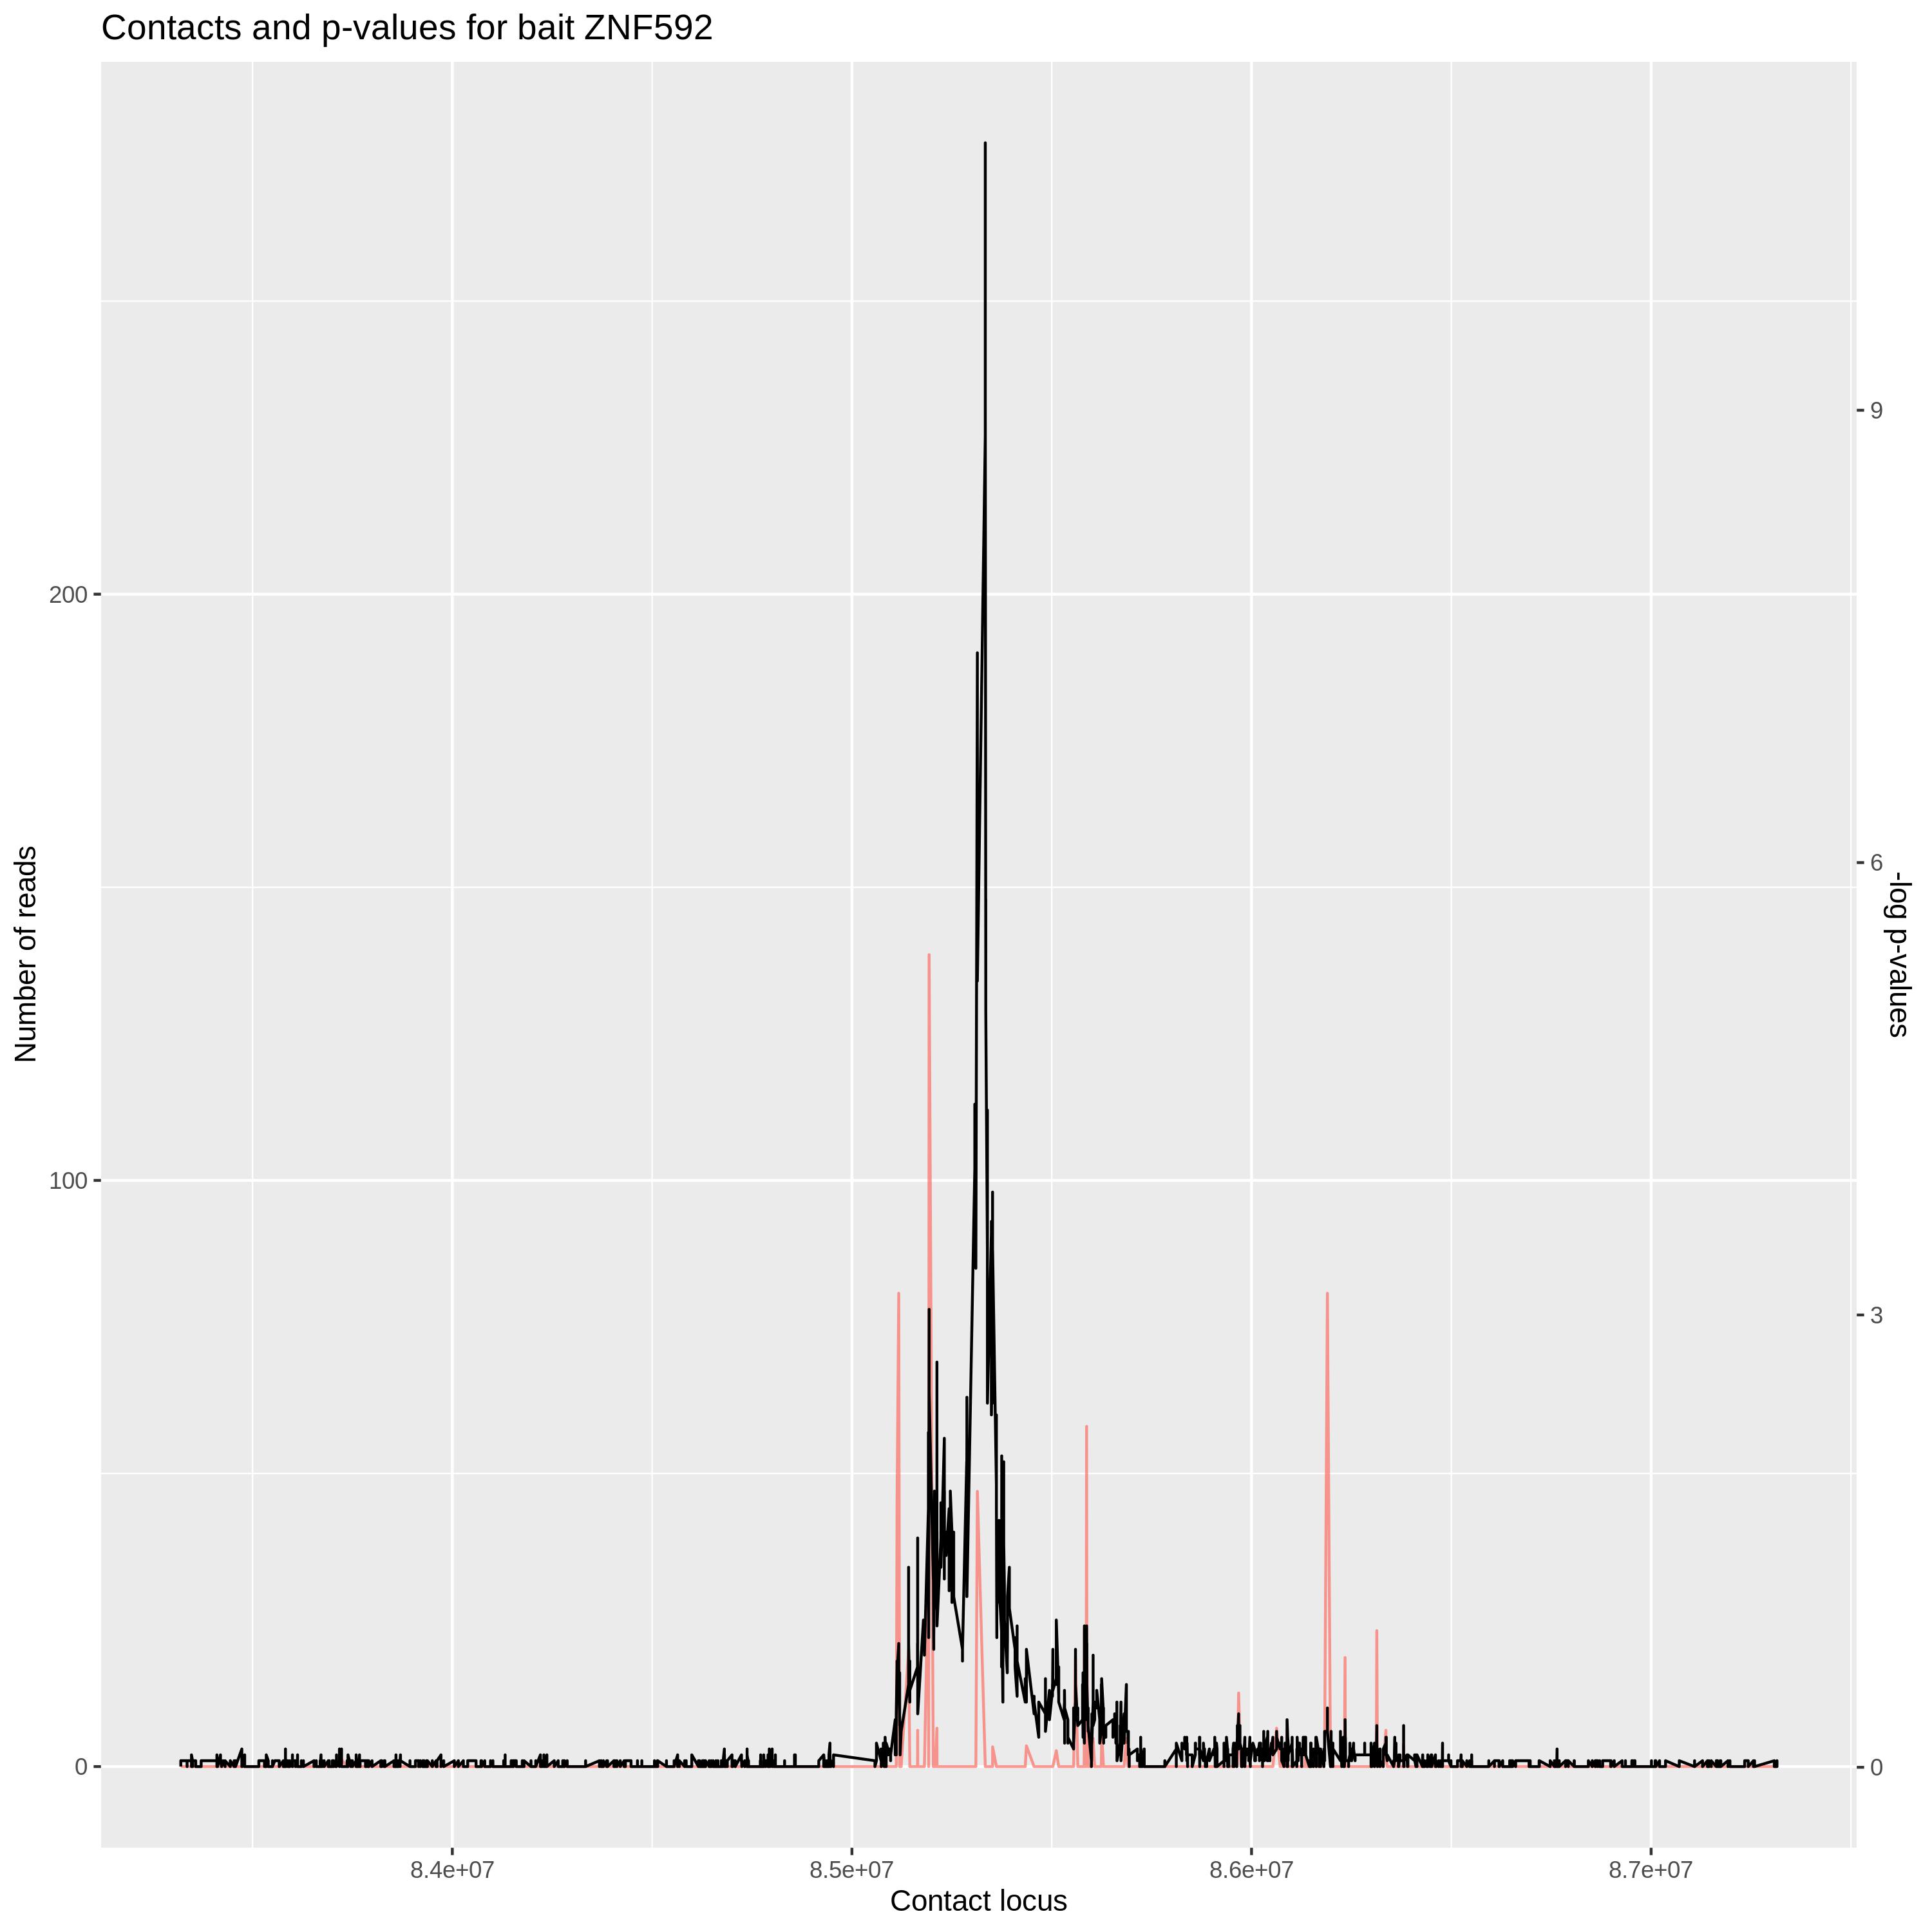 Contacts and p-values for bait ZNF592
Number of reads
200
100
0
9
6
3
0
-log p-values
8.4e+07
8.5e+07
8.6e+07
8.7e+07
Contact locus